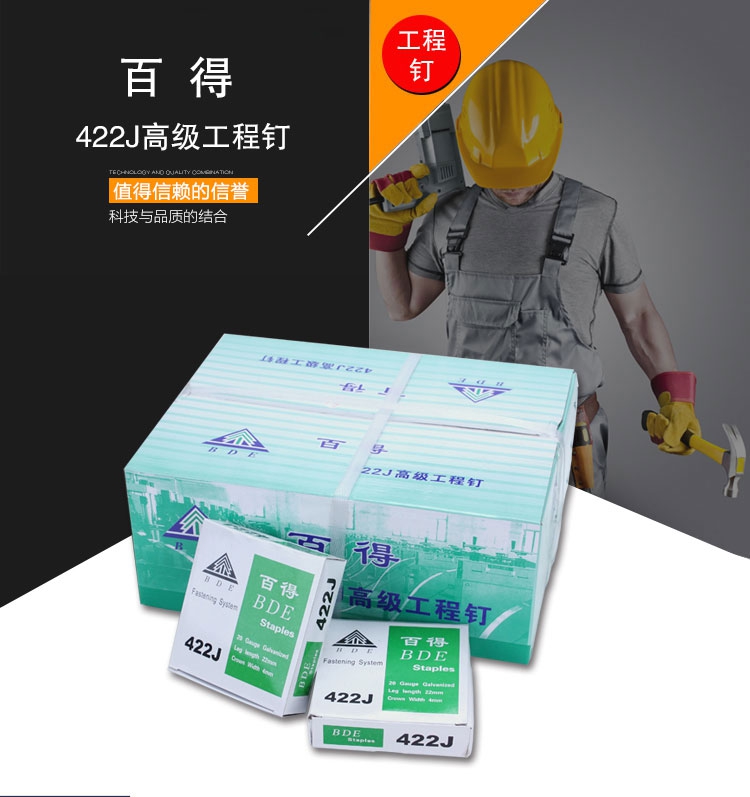 百得
422J高级工程钉
TECHNOLOGY AND QUALITY COMBINATION
值得信赖的信誉
科技与品质的结合
工程
钉
422J高级工程钉
百得
BDE
BDE
百得
422J高级工程钉
百得
高级工程钉
BDE
Fastening System
422J
百得
BDE
Staples
20 Gauge Galvanized
Leg length 22mm
Crown Width 4mm
422J
BDE
Fastening System
422J
百得
BDE
Staples
20 Gauge Galvanized
Leg length 22mm
Crown Width 4mm
BDE
Staples
422J